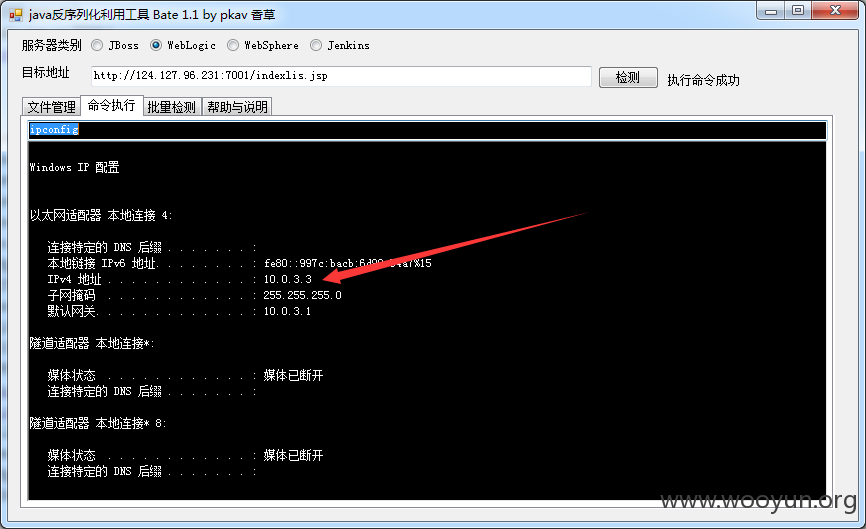 java反序列化利用工具 Bate 1.1 by pkav 香草
服务器类别 JBoss WebLogic WebSphere Jenkins
目标地址 http://124.127.96.231:7001/indexlis.jsp 检测 执行命令成功
文件管理 命令执行 批量检测 帮助与说明
ipconfig
Windows IP 配置
以太网适配器 本地连接 4:
连接特定的 DNS 后缀 . . . . . . . :
本地链接 IPv6 地址. . . . . . . . : fe80::997c:bacb:
IPv4 地址 . . . . . . . . . . . . : 10.0.3.3
子网掩码 . . . . . . . . . . . . : 255.255.255.0
默认网关. . . . . . . . . . . . . : 10.0.3.1
隧道适配器 本地连接*:
媒体状态 . . . . . . . . . . . . : 媒体已断开
连接特定的 DNS 后缀 . . . . . . . :
隧道适配器 本地连接* 8:
媒体状态 . . . . . . . . . . . . : 媒体已断开
连接特定的 DNS 后缀 . . . . . . . :
www.wooyun.org